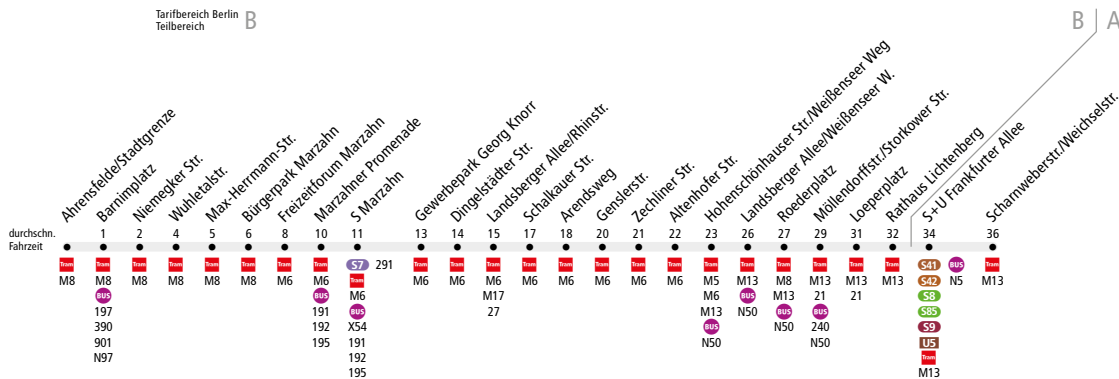 Tarifbereich Berlin
Teilbereich B
B A
Ahrensfelde/Stadtgrenze
Barnimplatz
Niemegker Str.
Wuhletalstr.
Max-Herrmann-Str.
Bürgerpark Marzahn
Freizeitforum Marzahn
Marzahner Promenade
S Marzahn
Gewerbepark Georg Knorr
Dingelstädter Str.
Landsberger Allee/Rhinstr.
Schalkauer Str.
Arendsweg
Genslerstr.
Zechliner Str.
Altenhofer Str.
Hohenschönhauser Str./Weißenseer Weg
Landsberger Allee/Weißenseer W.
Roederplatz
Möllendorffstr./Storkower Str.
Loeperplatz
Rathaus Lichtenberg
S+U Frankfurter Allee
Scharnweberstr./Weichselstr.
durchschn. 1 2 4 5 6 8 10 11 13 14 15 17 18 20 21 22 23 26 27 29 31 32 34 36
Fahrzeit
Tram Tram Tram Tram Tram Tram Tram Tram S7 291 Tram Tram Tram Tram Tram Tram Tram Tram Tram Tram Tram Tram Tram Tram S41 BUS Tram
M8 M8 M8 M8 M8 M8 M6 M6 Tram M6 M6 M6 M6 M6 M6 M6 M6 M5 M13 M8 M13 M13 M13 S42 N5 M13
BUS BUS M6 M17 M6 BUS M13 21 21 S8
197 191 BUS 27 M13 N50 BUS BUS S85
390 192 X54 BUS N50 240 S9
901 195 191 N50 N50 U5
N97 192 Tram
195 M13